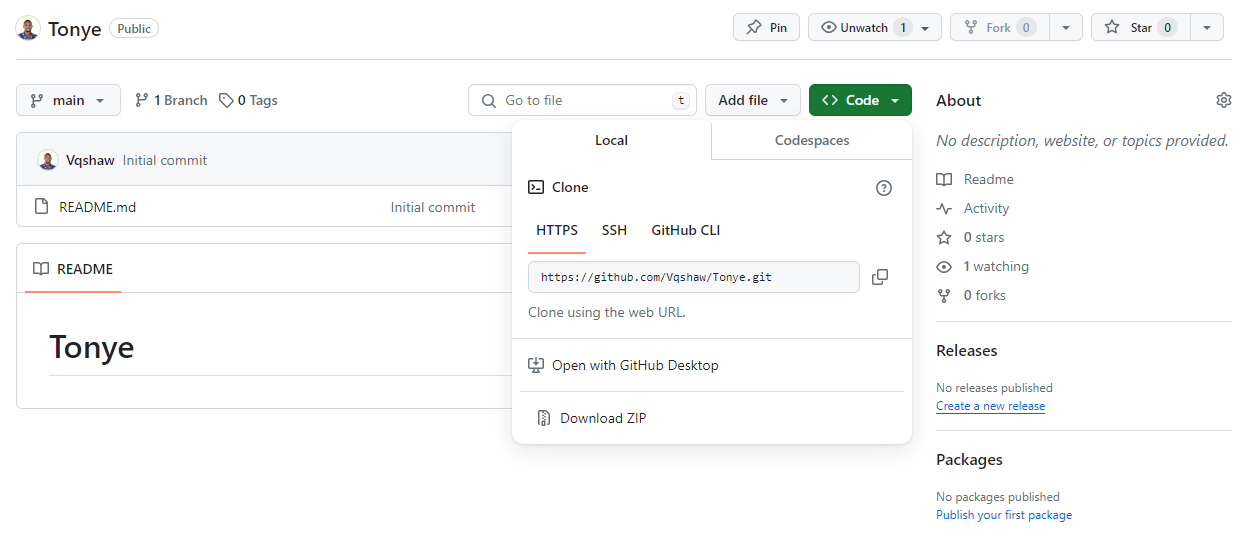 Tonye Public Pin Unwatch 1 Fork 0 Star 0
main 1 Branch 0 Tags Go to file t Add file Code
Local Codespaces
Vqshaw Initial commit
README.md Initial commit
README
Tonye
Clone
HTTPS SSH GitHub CLI
https://github.com/Vqshaw/Tonye.git
Clone using the web URL.
Open with GitHub Desktop
Download ZIP
About
No description, website, or topics provided.
Readme
Activity
0 stars
1 watching
0 forks
Releases
No releases published
Create a new release
Packages
No packages published
Publish your first package